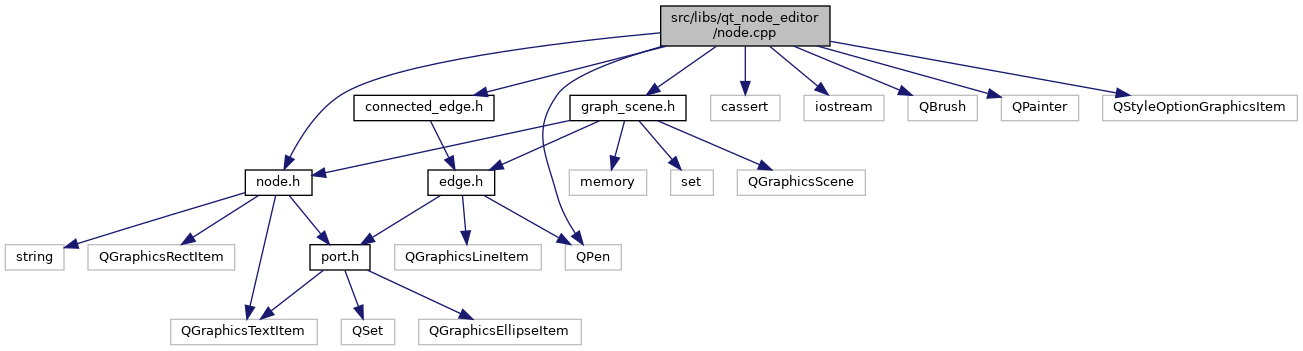 src/libs/qt_node_editor
/node.cpp
connected_edge.h
graph_scene.h
cassert
iostream
QBrush
QPainter
QStyleOptionGraphicsItem
node.h
edge.h
memory
set
QGraphicsScene
string
QGraphicsRectItem
port.h
QGraphicsLineItem
QPen
QGraphicsTextItem
QSet
QGraphicsEllipseItem